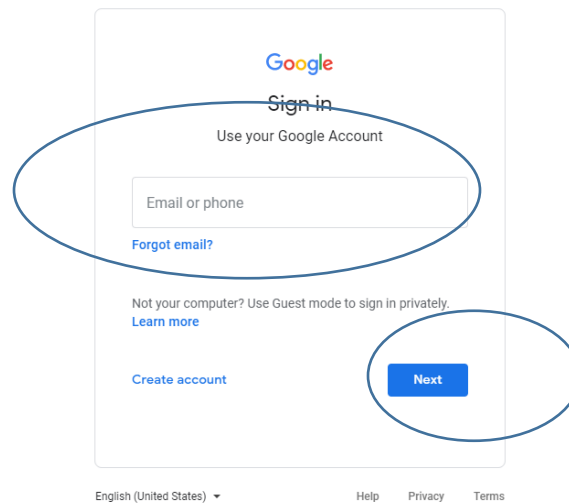 Google
Sign in
Use your Google Account
Email or phone
Forgot email?
Not your computer? Use Guest mode to sign in privately.
Learn more
Create account
Next
English (United States)
Help Privacy Terms